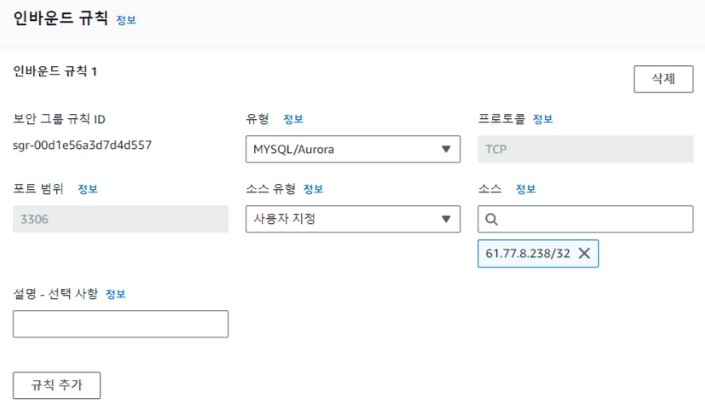 인바운드 규칙 정보
인바운드 규칙 1
삭제
보안 그룹 규칙 ID
sgr-00d1e56a3d7d4d557
유형 정보
MYSQL/Aurora
프로토콜 정보
TCP
포트 범위 정보
3306
소스 유형 정보
사용자 지정
소스 정보
61.77.8.238/32
설명 - 선택 사항 정보
규칙 추가